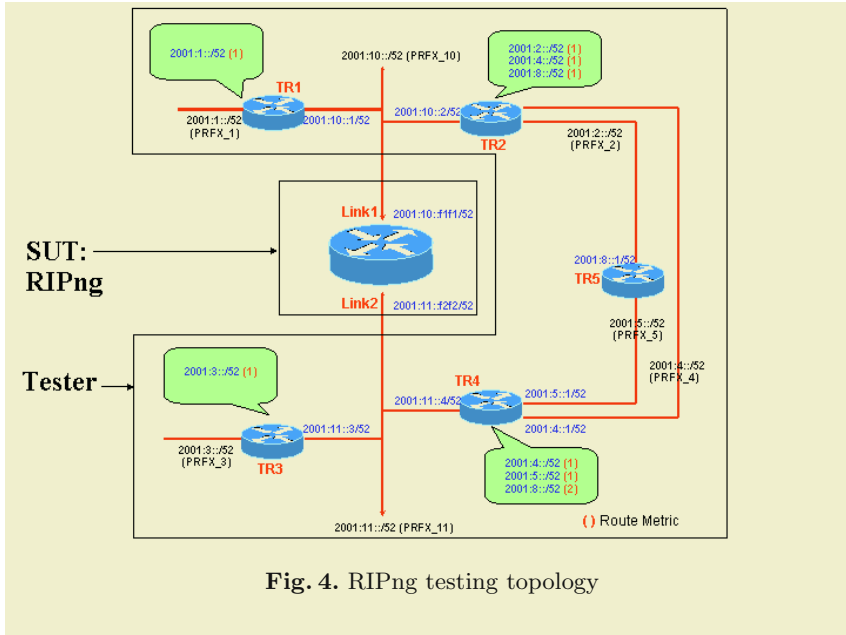 2001:1::/52 (1)
2001:10::/52 (PRFX_10)
2001:2::/52 (1)
2001:4::/52 (1)
2001:8::/52 (1)
TR1
2001:1::/52
(PRFX_1)
2001:10::1/52
2001:10::2/52
TR2
2001:2::/52
(PRFX_2)
Link1
2001:10::f1f1/52
SUT:
RIPng
2001:8::1/52
TR5
Link2
2001:11::f2f2/52
2001:5::/52
(PRFX_5)
2001:4::/52
(PRFX_4)
Tester
2001:3::/52 (1)
TR4
2001:11::4/52
2001:5::1/52
2001:4::1/52
2001:3::/52
(PRFX_3)
2001:11::3/52
TR3
2001:4::/52 (1)
2001:5::/52 (1)
2001:8::/52 (2)
2001:11::/52 (PRFX_11)
( ) Route Metric
Fig. 4. RIPng testing topology